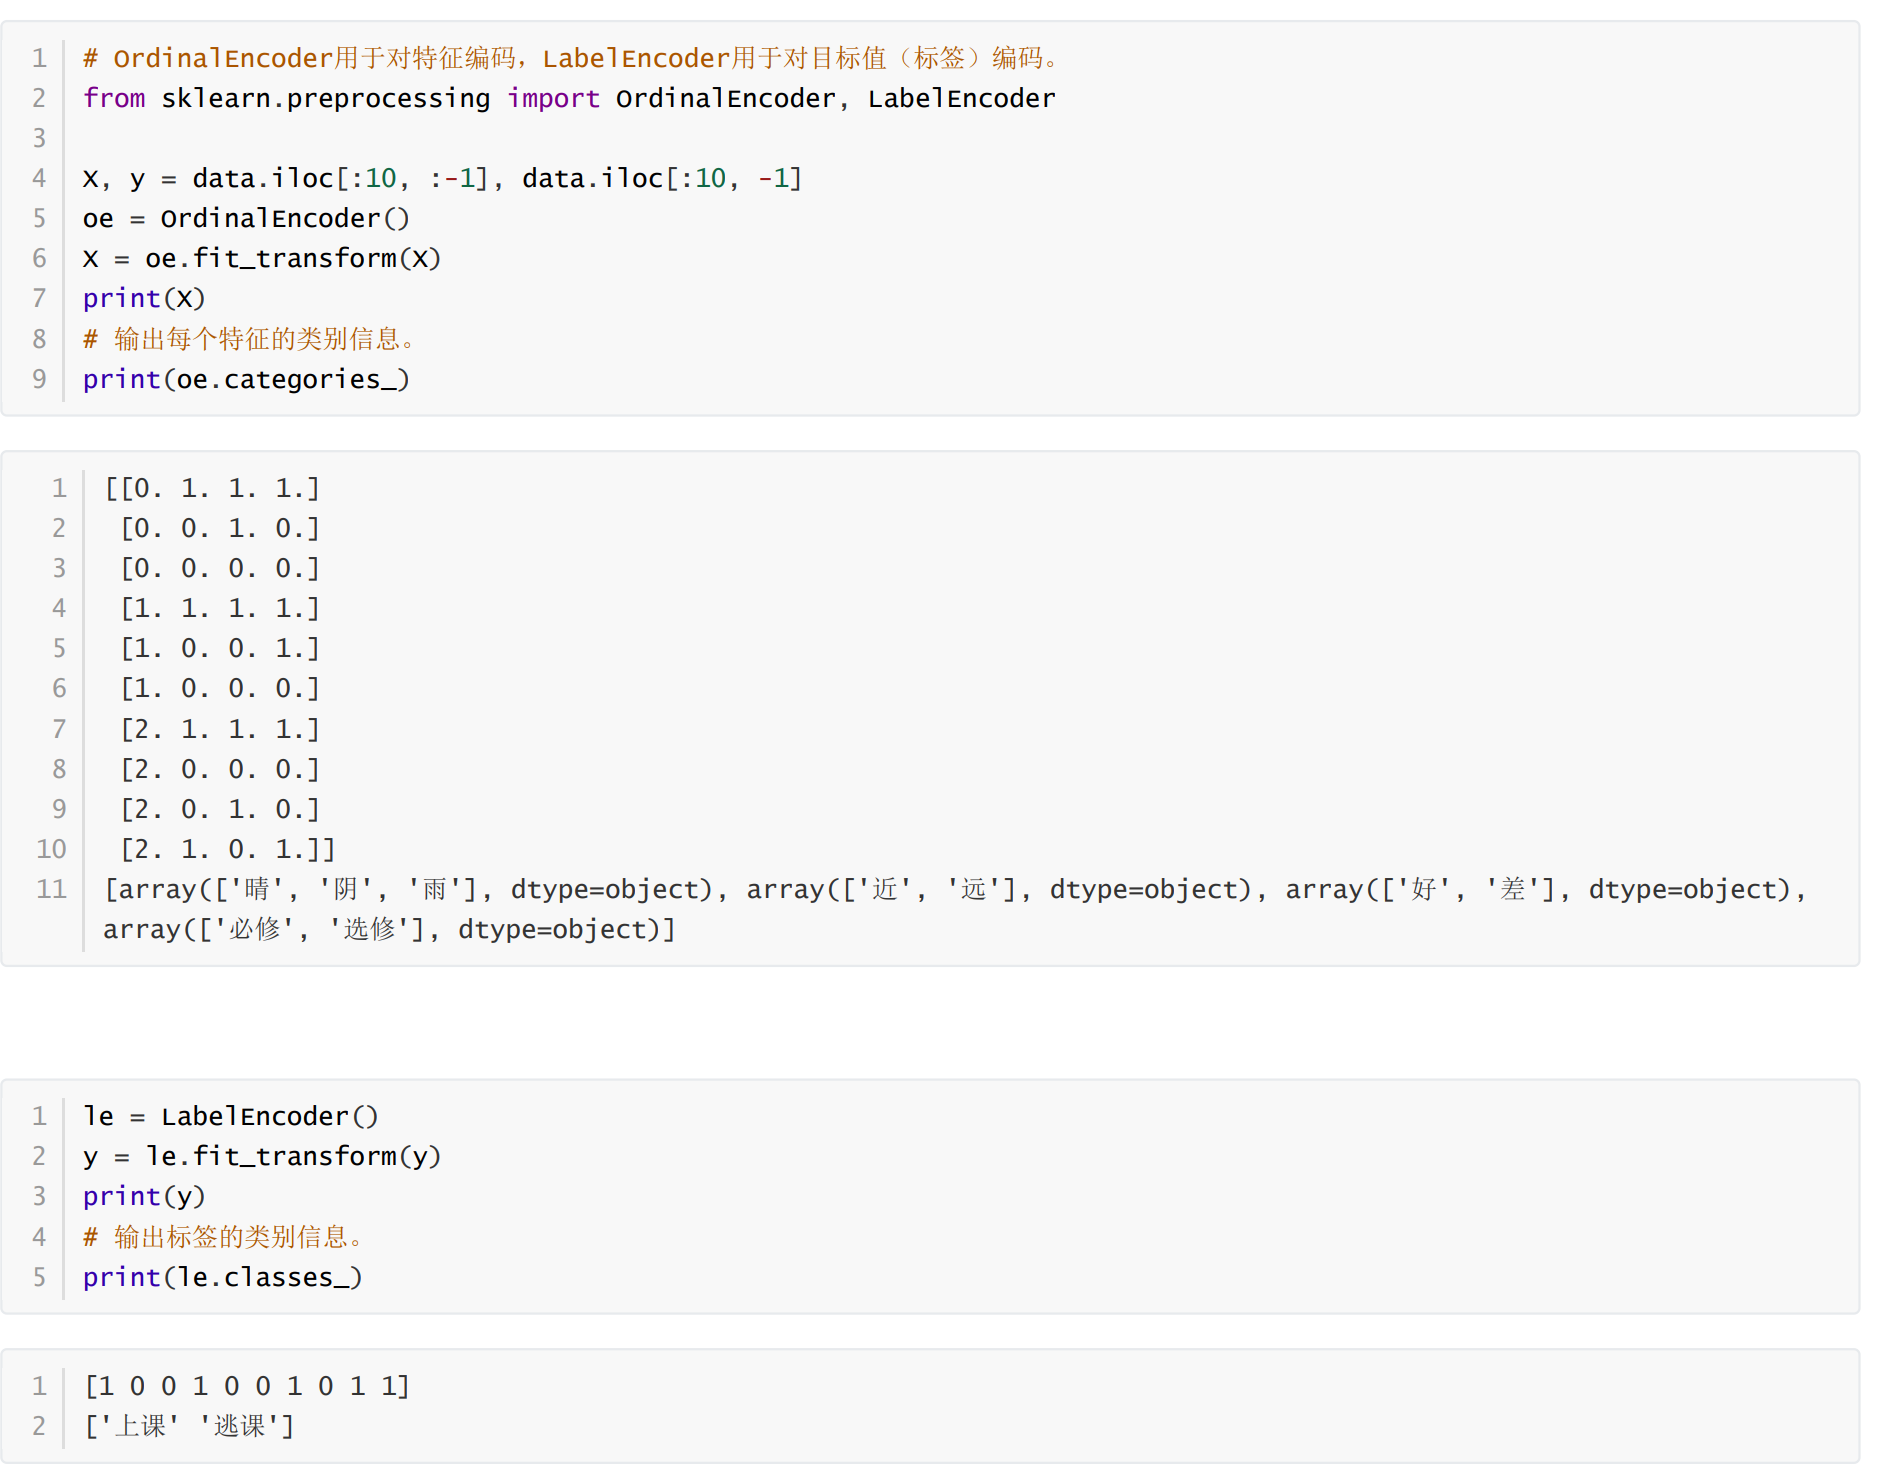 1 # OrdinalEncoder用于对特征编码，LabelEncoder用于对目标值（标签）编码。
2 from sklearn.preprocessing import OrdinalEncoder, LabelEncoder
3
4 X, y = data.iloc[:10, :-1], data.iloc[:10, -1]
5 oe = OrdinalEncoder()
6 X = oe.fit_transform(X)
7 print(X)
8 # 输出每个特征的类别信息。
9 print(oe.categories_)
1 [[0. 1. 1. 1.]
2  [0. 0. 1. 0.]
3  [0. 0. 0. 0.]
4  [1. 1. 1. 1.]
5  [1. 0. 0. 1.]
6  [1. 0. 0. 0.]
7  [2. 1. 1. 1.]
8  [2. 0. 0. 0.]
9  [2. 0. 1. 0.]
10  [2. 1. 0. 1.]]
11 [array(['晴', '阴', '雨'], dtype=object), array(['近', '远'], dtype=object), array(['好', '差'], dtype=object),
array(['必修', '选修'], dtype=object)]
1 le = LabelEncoder()
2 y = le.fit_transform(y)
3 print(y)
4 # 输出标签的类别信息。
5 print(le.classes_)
1 [1 0 0 1 0 0 1 0 1 1]
2 ['上课' '逃课']